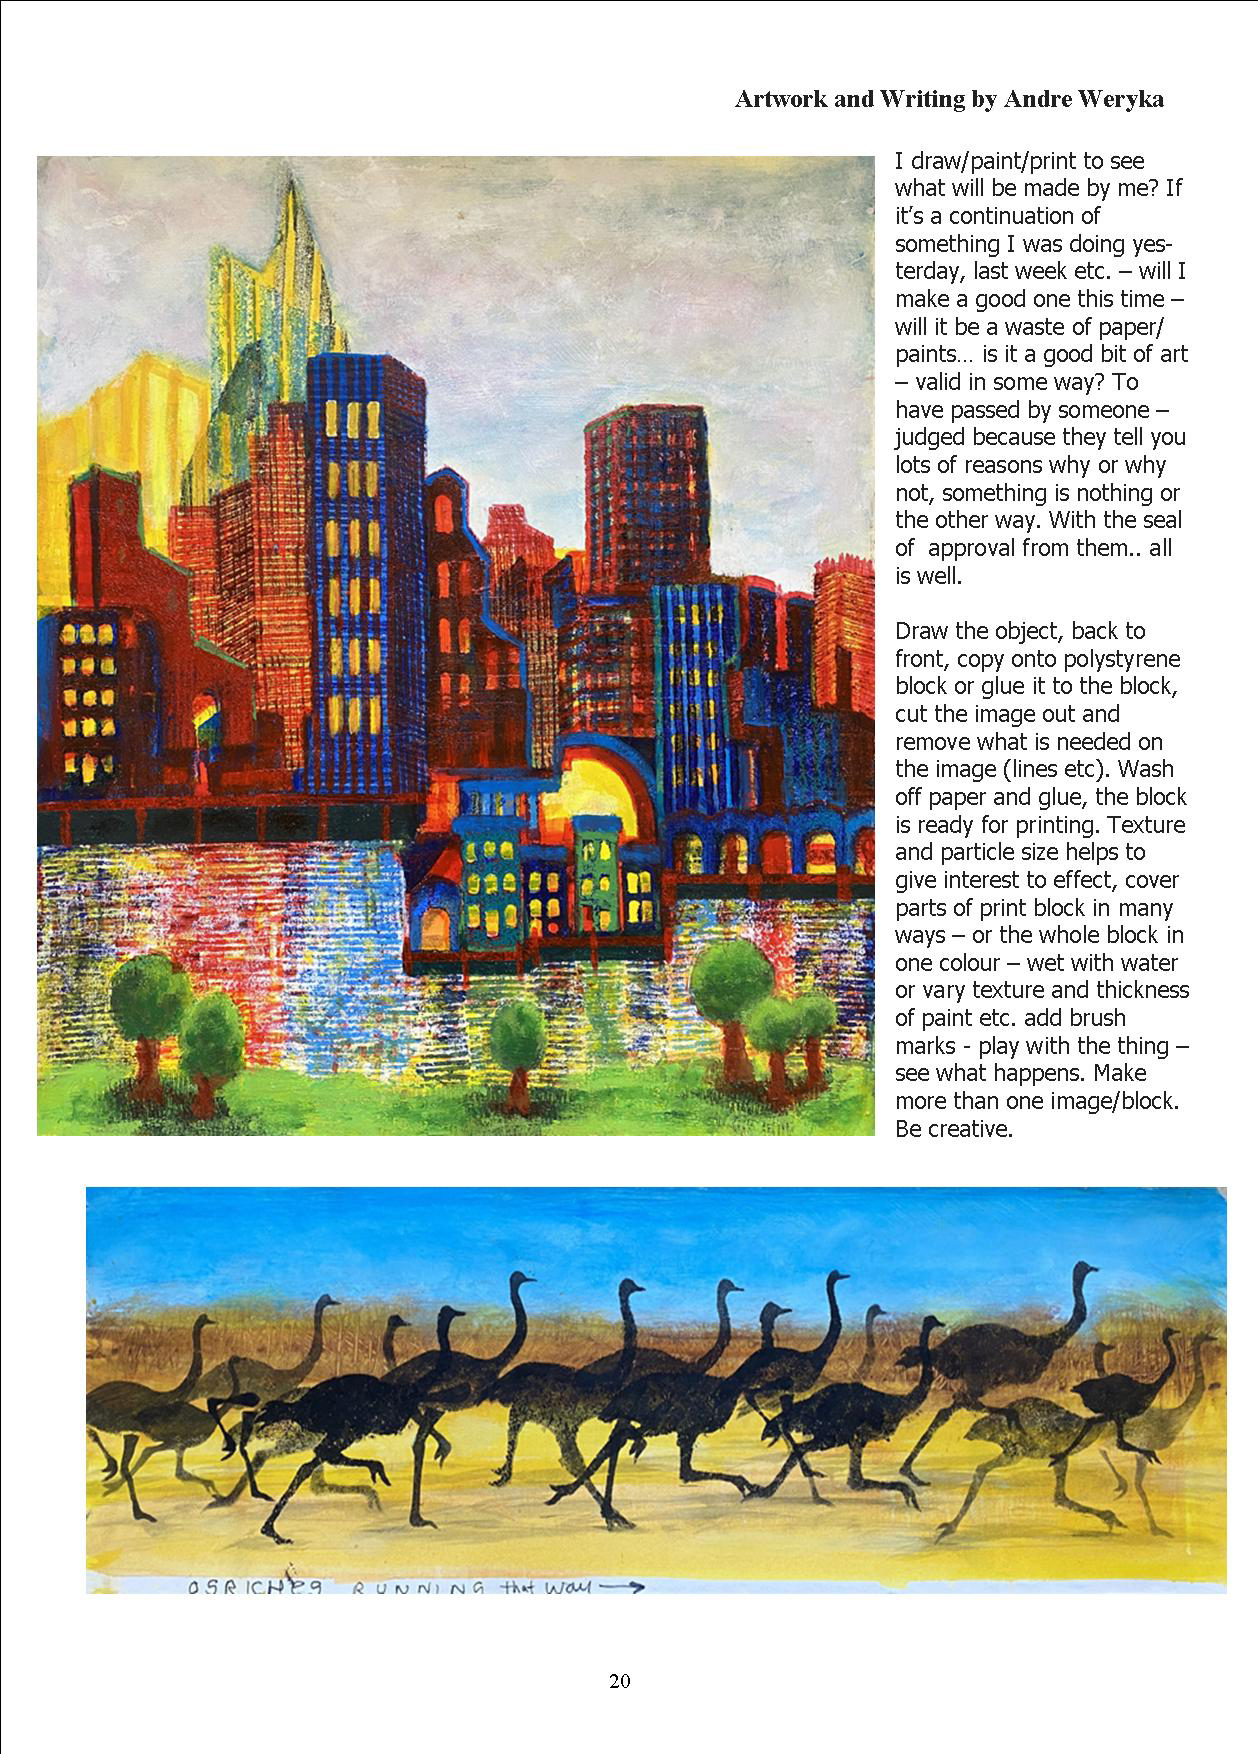 Artwork and Writing by Andre Weryka
I draw/paint/print to see
what will be made by me? If
it’s a continuation of
something I was doing yes-
terday, last week etc. – will I
make a good one this time –
will it be a waste of paper/
paints… is it a good bit of art
– valid in some way? To
have passed by someone –
judged because they tell you
lots of reasons why or why
not, something is nothing or
the other way. With the seal
of  approval from them.. all
is well.
Draw the object, back to
front, copy onto polystyrene
block or glue it to the block,
cut the image out and
remove what is needed on
the image (lines etc). Wash
off paper and glue, the block
is ready for printing. Texture
and particle size helps to
give interest to effect, cover
parts of print block in many
ways – or the whole block in
one colour – wet with water
or vary texture and thickness
of paint etc. add brush
marks - play with the thing –
see what happens. Make
more than one image/block.
Be creative.
RUNNING that way →
20